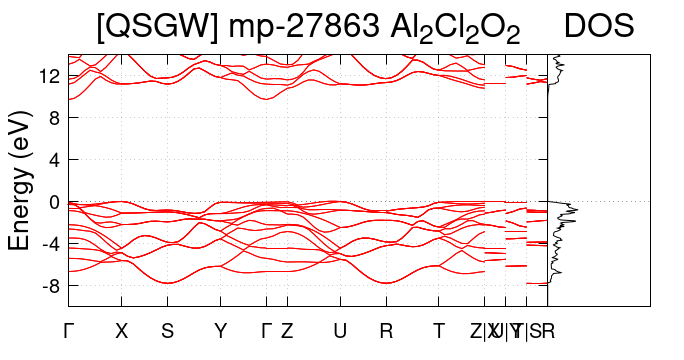 [QSGW] mp-27863 Al₂Cl₂O₂ DOS
Energy (eV)
12
8
4
0
-4
-8
Γ X S Y Γ Z U R T Z|X U|Y T|S R